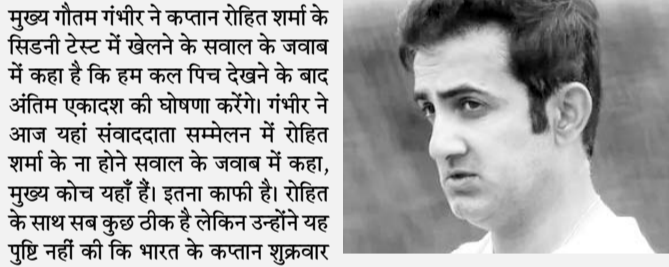 मुख्य गौतम गंभीर ने कप्तान रोहित शर्मा के
सिडनी टेस्ट में खेलने के सवाल के जवाब
में कहा है कि हम कल पिच देखने के बाद
अंतिम एकादश की घोषणा करेंगे। गंभीर ने
आज यहां संवाददाता सम्मेलन में रोहित
शर्मा के ना होने सवाल के जवाब में कहा,
मुख्य कोच यहाँ हैं। इतना काफी है। रोहित
के साथ सब कुछ ठीक है लेकिन उन्होंने यह
पुष्टि नहीं की कि भारत के कप्तान शुक्रवार